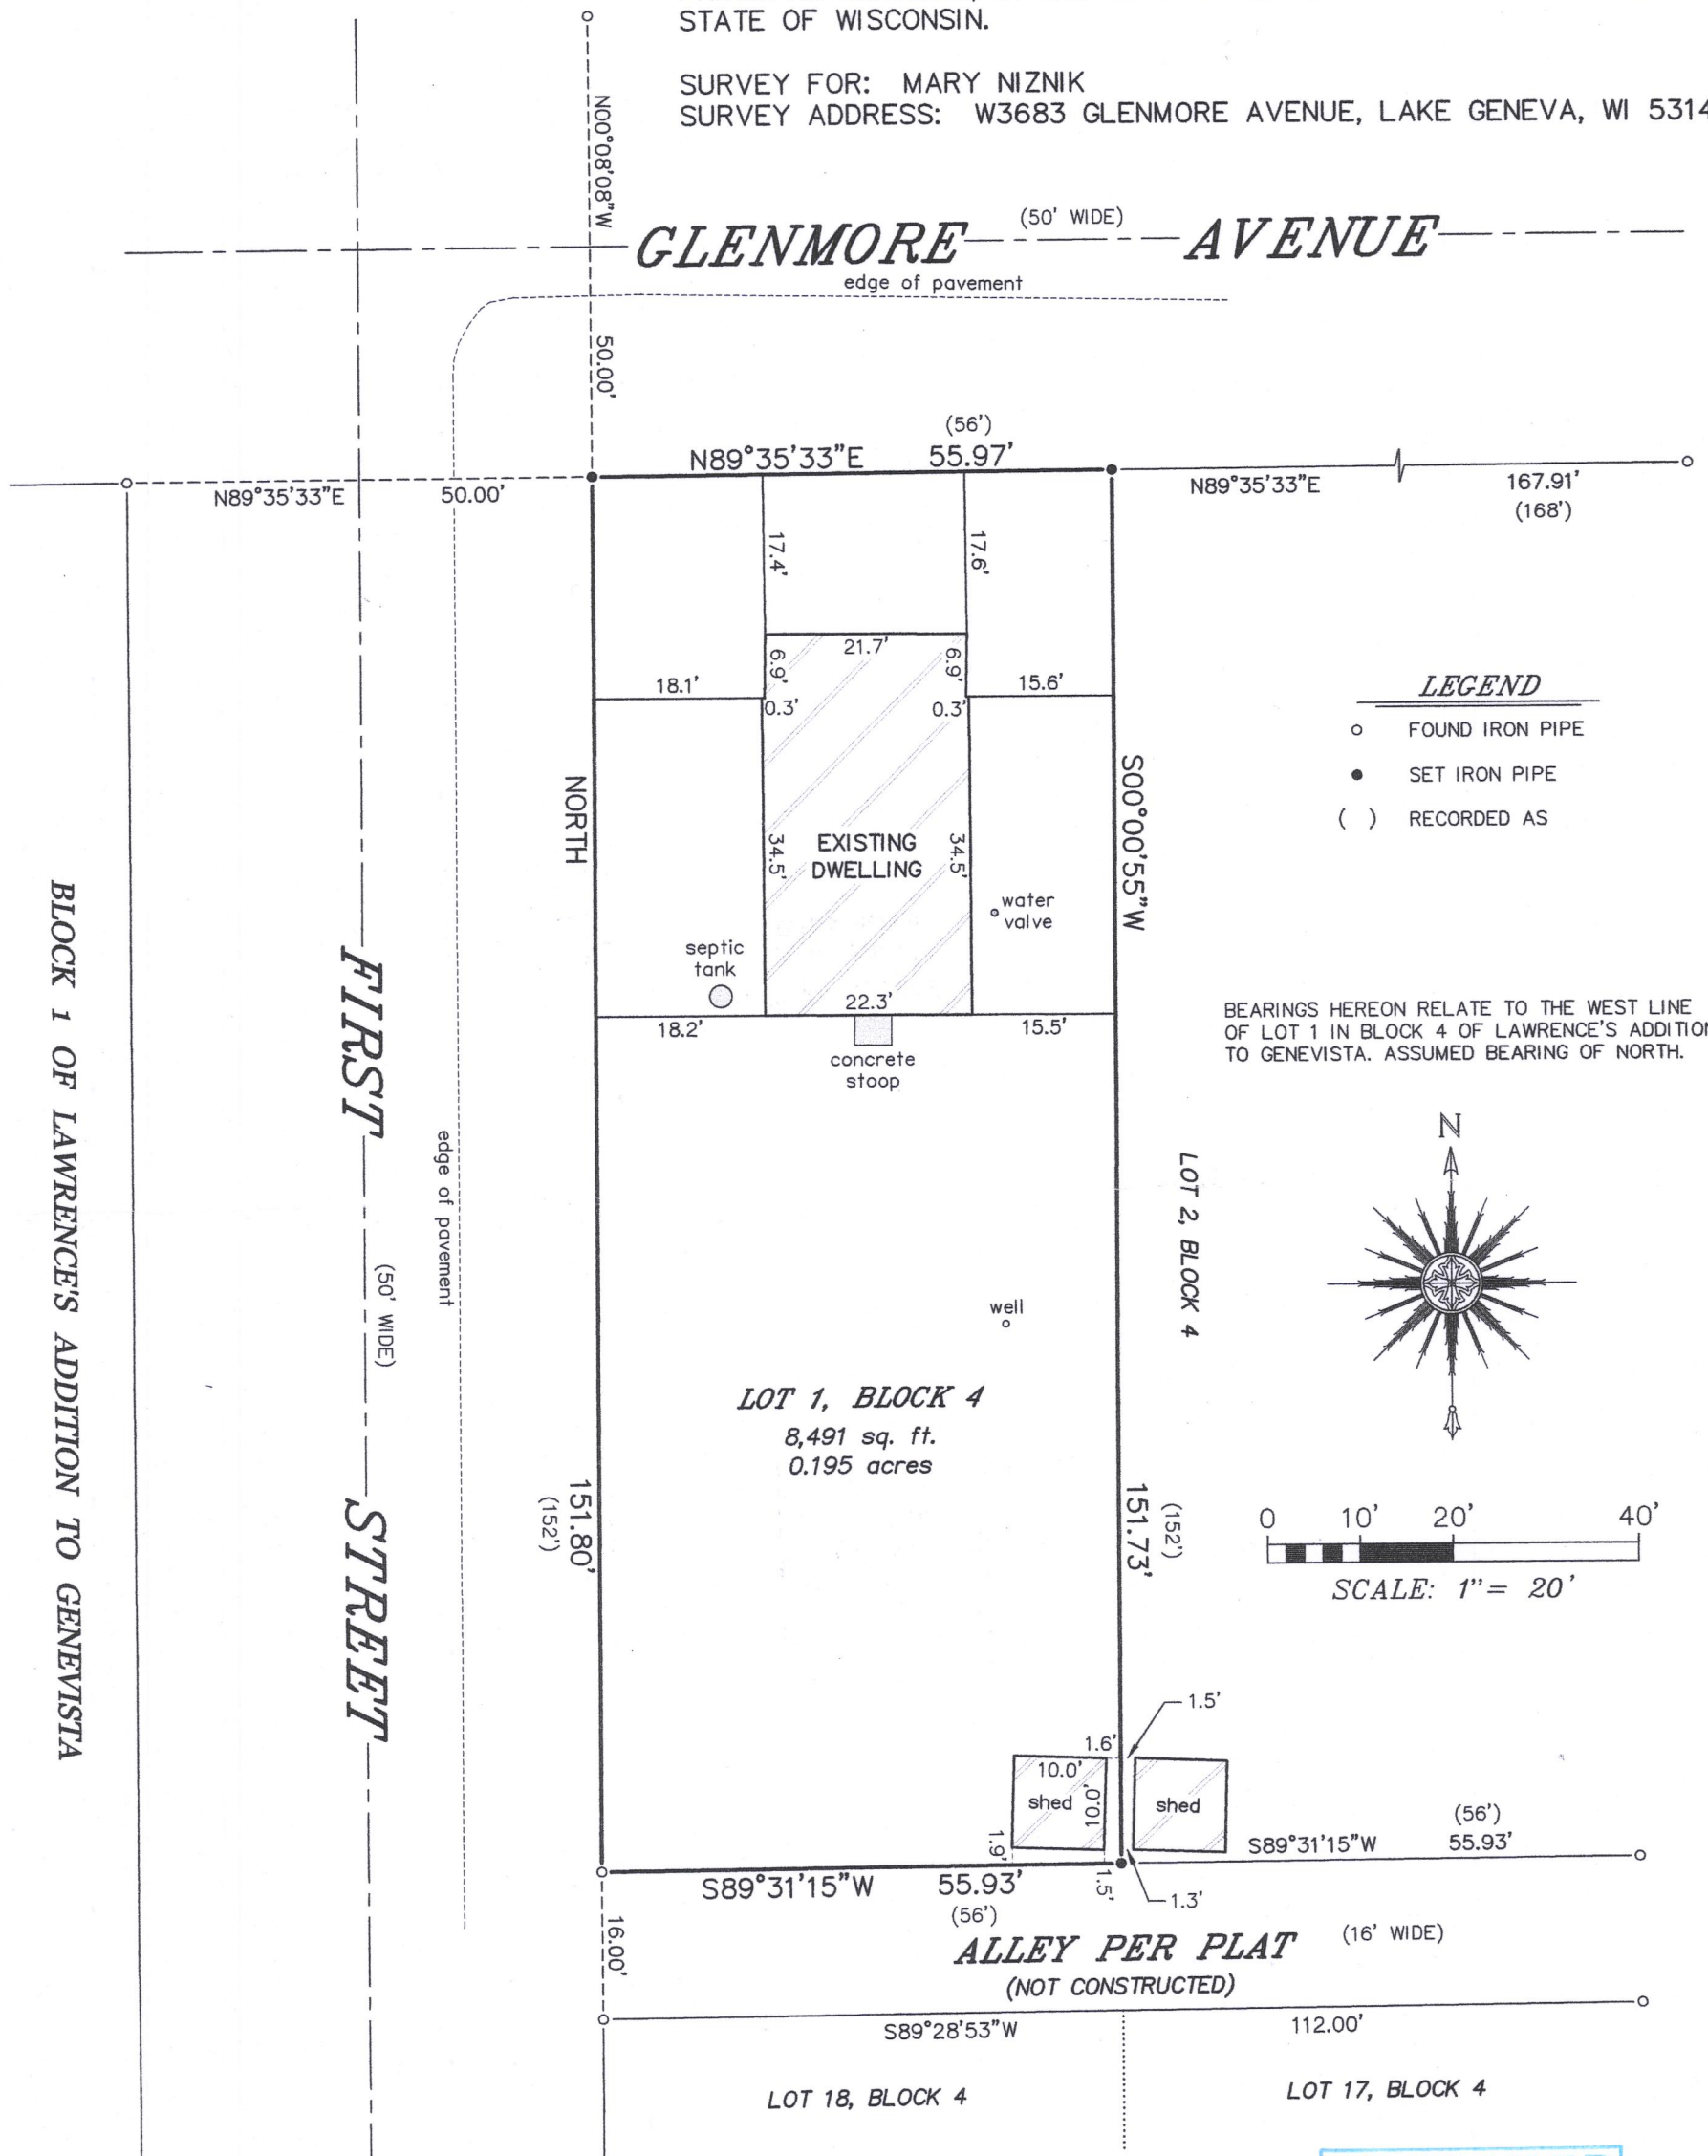 STATE OF WISCONSIN.
SURVEY FOR: MARY NIZNIK
SURVEY ADDRESS: W3683 GLENMORE AVENUE, LAKE GENEVA, WI 5314
N00°08'08"W
GLENMORE (50' WIDE) AVENUE
edge of pavement
50.00'
(56')
N89°35'33"E 55.97'
N89°35'33"E 50.00'
N89°35'33"E 167.91'
(168')
17.4'
17.6'
21.7'
6.9'
6.9'
18.1'
15.6'
0.3'
0.3'
LEGEND
FOUND IRON PIPE
SET IRON PIPE
( ) RECORDED AS
NORTH
S00°00'55"W
34.5'
EXISTING
DWELLING
34.5'
water
valve
septic
tank
22.3'
18.2'
15.5'
concrete
stoop
BEARINGS HEREON RELATE TO THE WEST LINE
OF LOT 1 IN BLOCK 4 OF LAWRENCE'S ADDITION
TO GENEVISTA. ASSUMED BEARING OF NORTH.
BLOCK 1 OF LAWRENCE'S ADDITION TO GENEVISTA
FIRST (50' WIDE) STREET
edge of pavement
N
LOT 2, BLOCK 4
well
LOT 1, BLOCK 4
8,491 sq. ft.
0.195 acres
151.80'
(152')
151.73'
(152')
0 10' 20' 40'
SCALE: 1"= 20'
1.5'
1.6'
10.0'
shed
10.0'
shed
1.9'
(56')
S89°31'15"W 55.93'
S89°31'15"W 55.93'
(56')
1.5'
1.3'
16.00'
ALLEY PER PLAT (16' WIDE)
(NOT CONSTRUCTED)
S89°28'53"W 112.00'
LOT 18, BLOCK 4
LOT 17, BLOCK 4